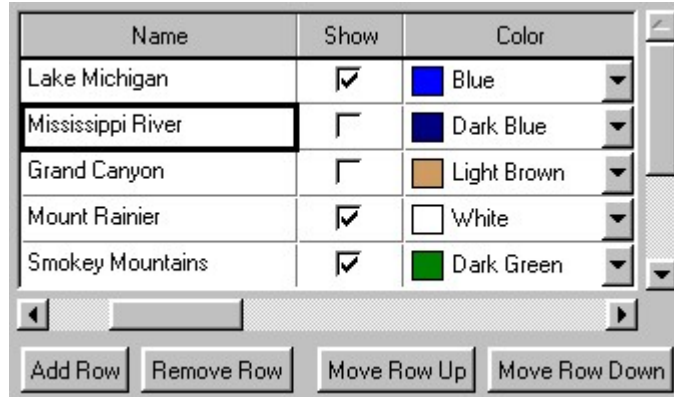 Name Show Color
Lake Michigan Blue
Mississippi River Dark Blue
Grand Canyon Light Brown
Mount Rainier White
Smokey Mountains Dark Green
Add Row Remove Row Move Row Up Move Row Down